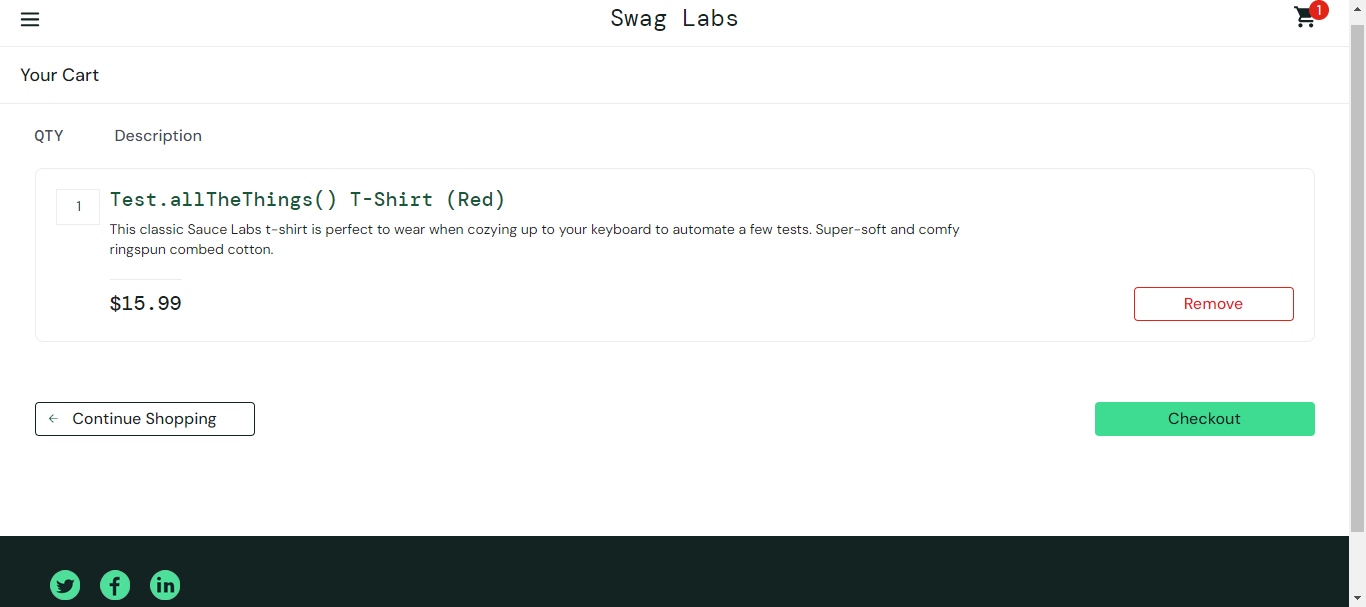 Swag Labs
1
Your Cart
QTY Description
1
Test.allTheThings() T-Shirt (Red)
This classic Sauce Labs t-shirt is perfect to wear when cozying up to your keyboard to automate a few tests. Super-soft and comfy
ringspun combed cotton.
$15.99
Remove
Continue Shopping
Checkout